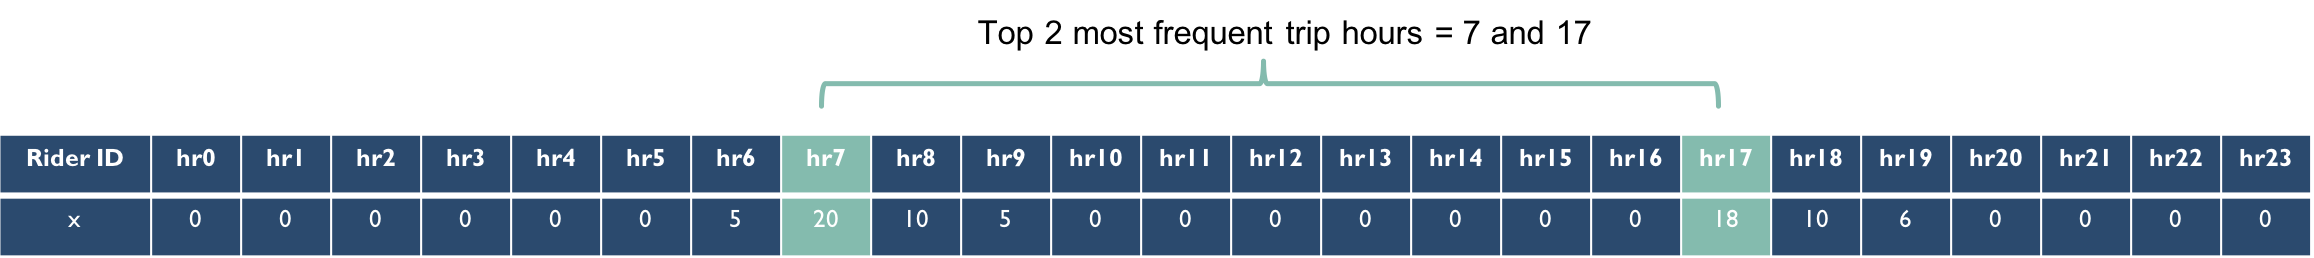 Top 2 most frequent trip hours = 7 and 17
Rider ID hr0 hr1 hr2 hr3 hr4 hr5 hr6 hr7 hr8 hr9 hr10 hr11 hr12 hr13 hr14 hr15 hr16 hr17 hr18 hr19 hr20 hr21 hr22 hr23
x 0 0 0 0 0 0 5 20 10 5 0 0 0 0 0 0 0 18 10 6 0 0 0 0